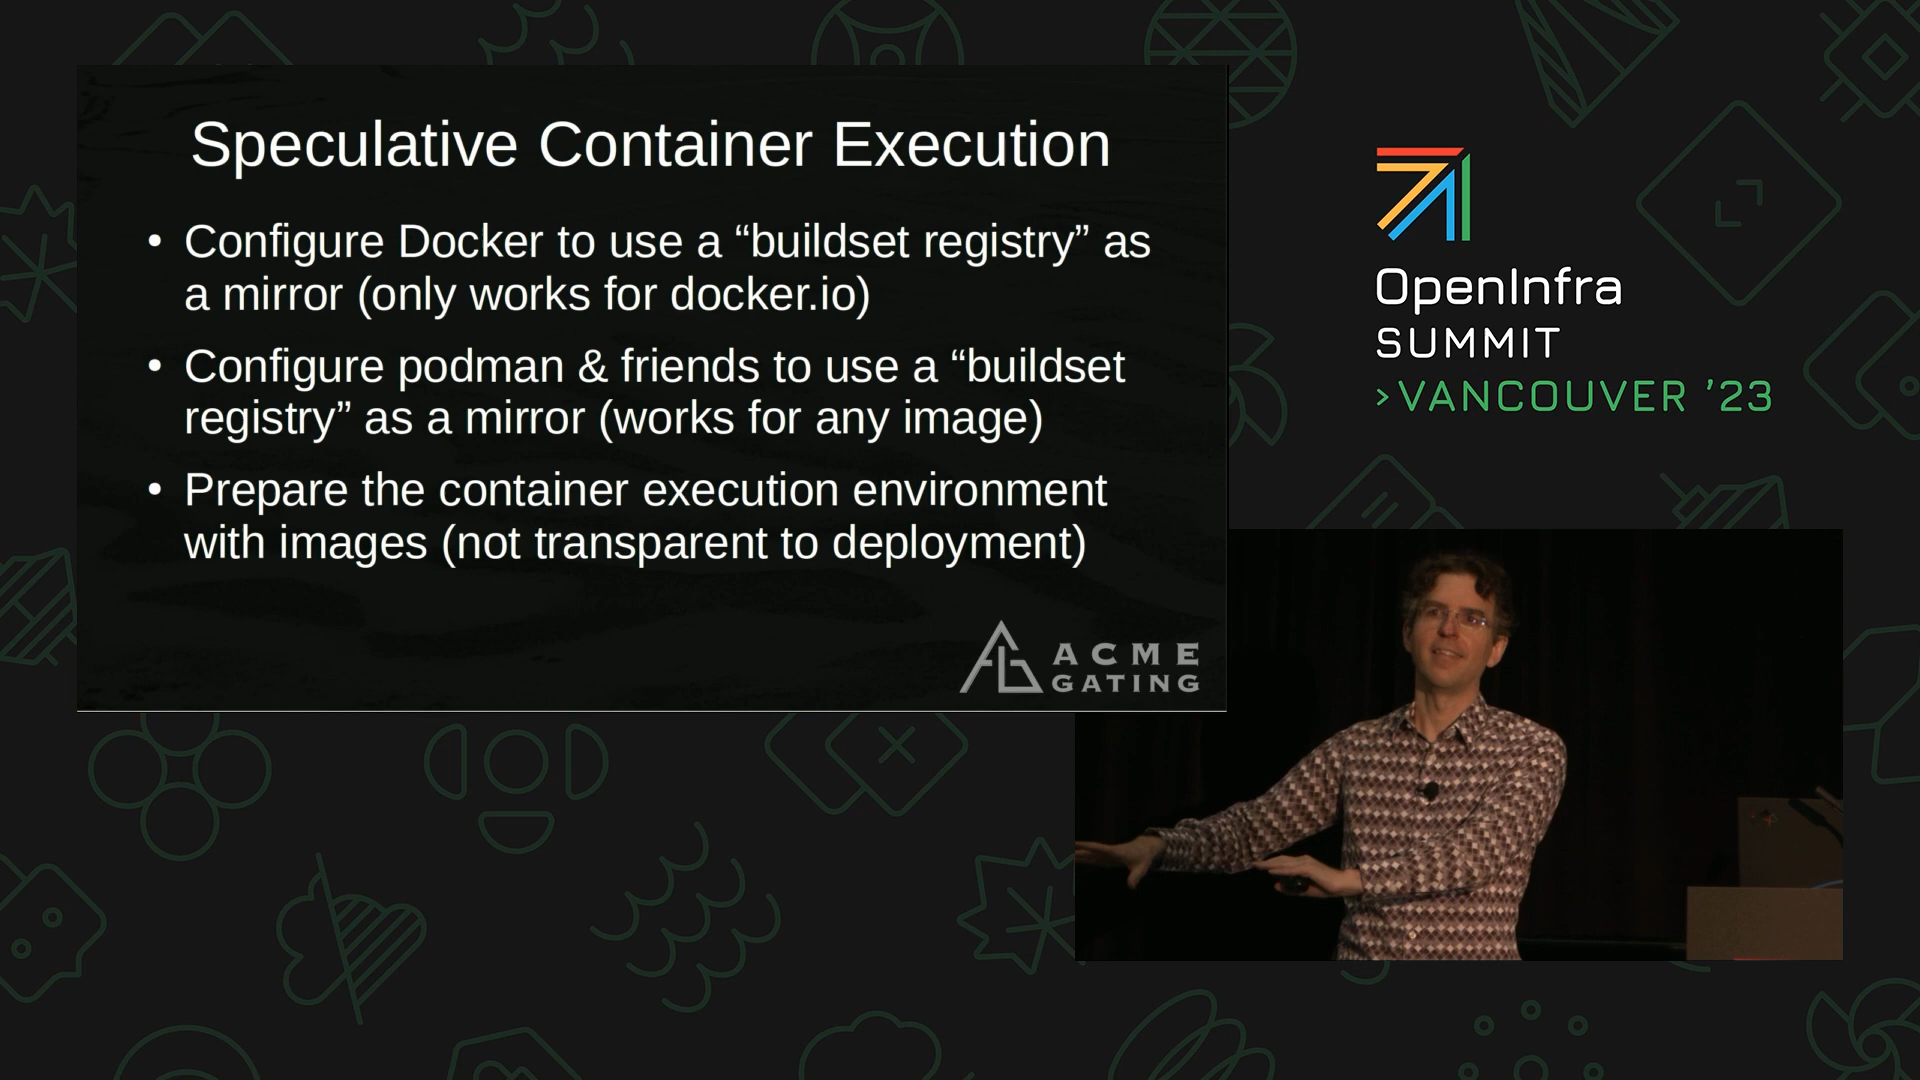 Speculative Container Execution
• Configure Docker to use a “buildset registry” as
a mirror (only works for docker.io)
• Configure podman & friends to use a “buildset
registry” as a mirror (works for any image)
• Prepare the container execution environment
with images (not transparent to deployment)
ACME
GATING
OpenInfra
SUMMIT
>VANCOUVER ’23